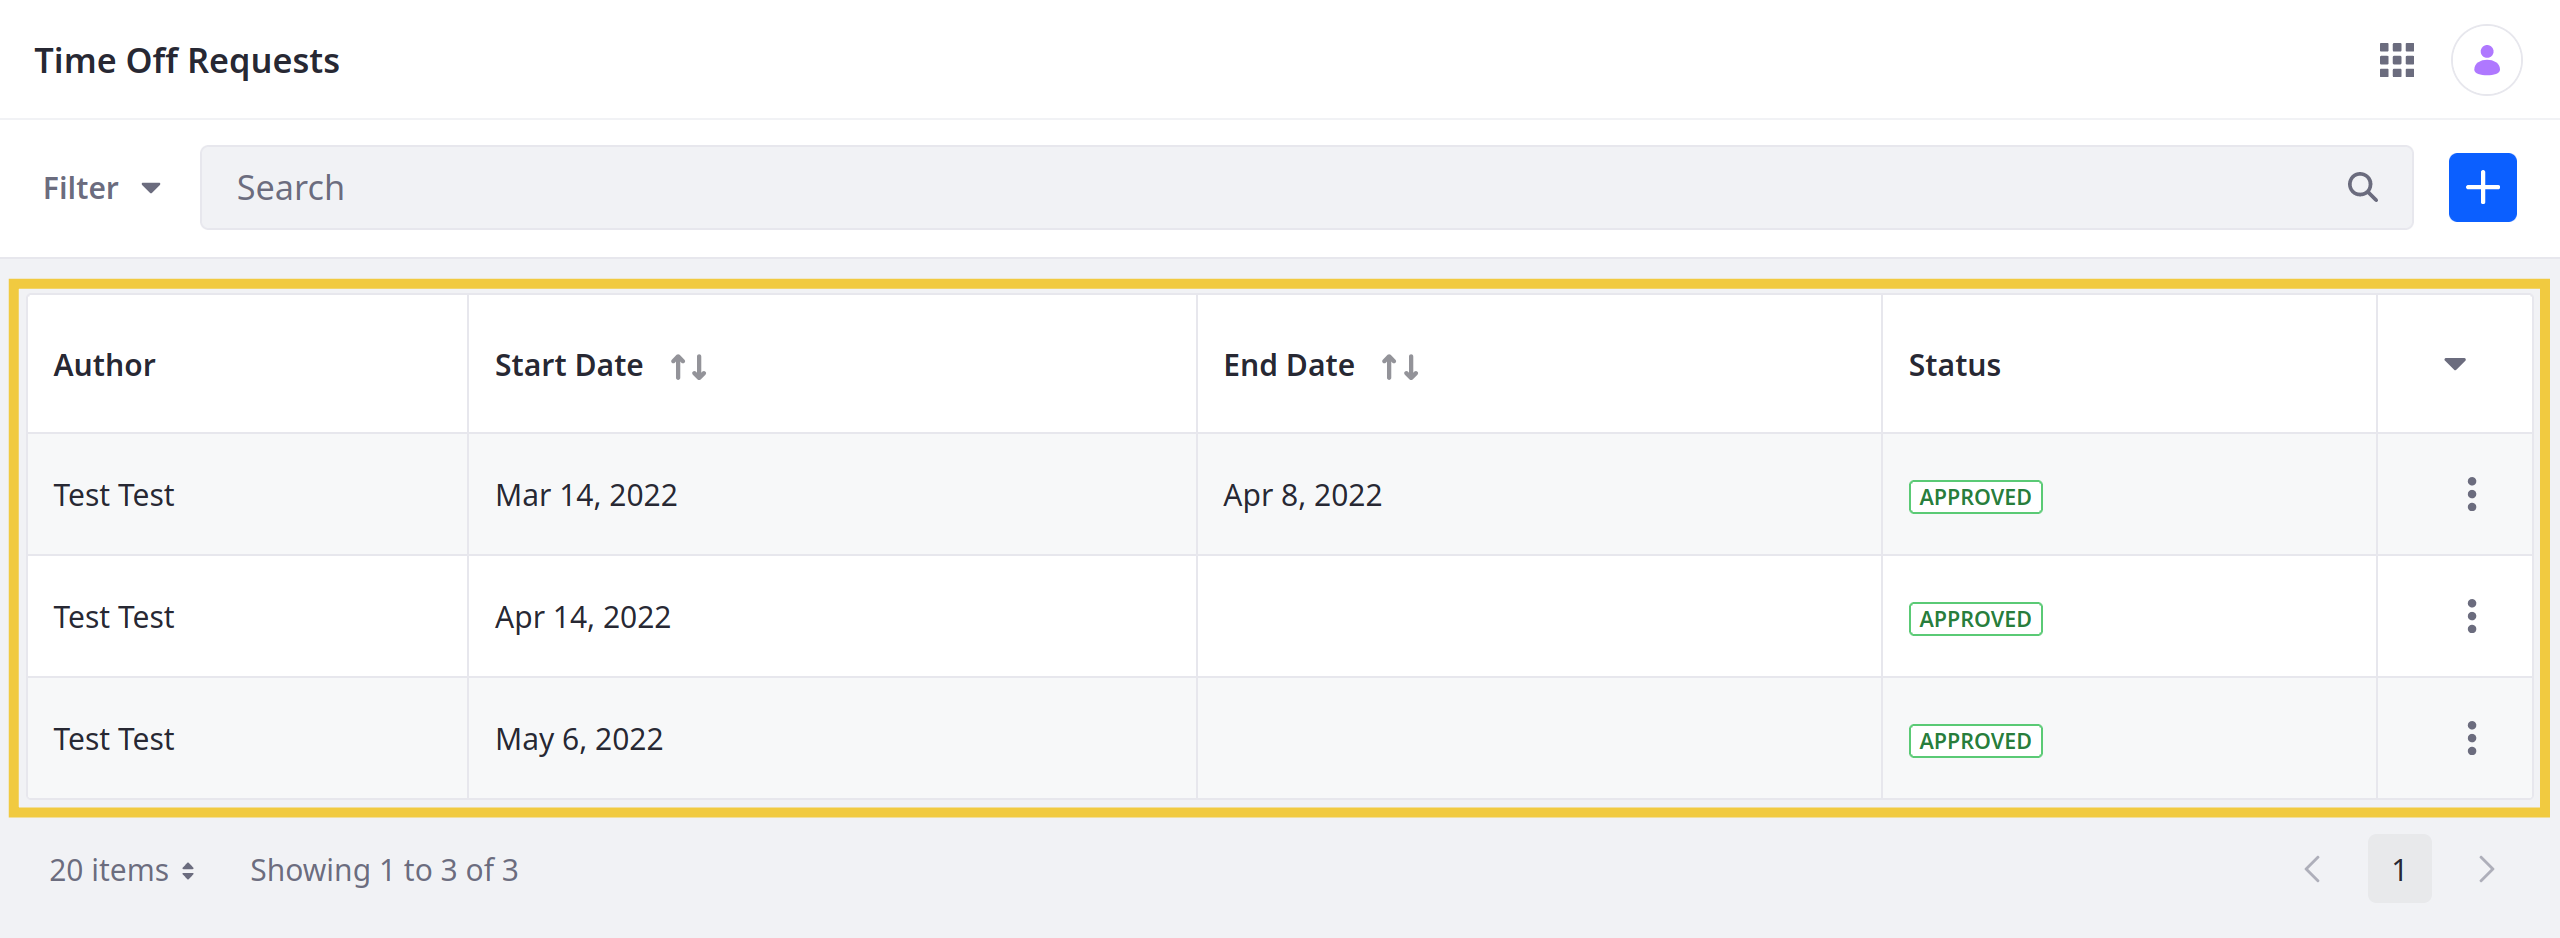 Time Off Requests
Filter
Search
Author Start Date End Date Status
Test Test Mar 14, 2022 Apr 8, 2022 APPROVED
Test Test Apr 14, 2022 APPROVED
Test Test May 6, 2022 APPROVED
20 items Showing 1 to 3 of 3 1